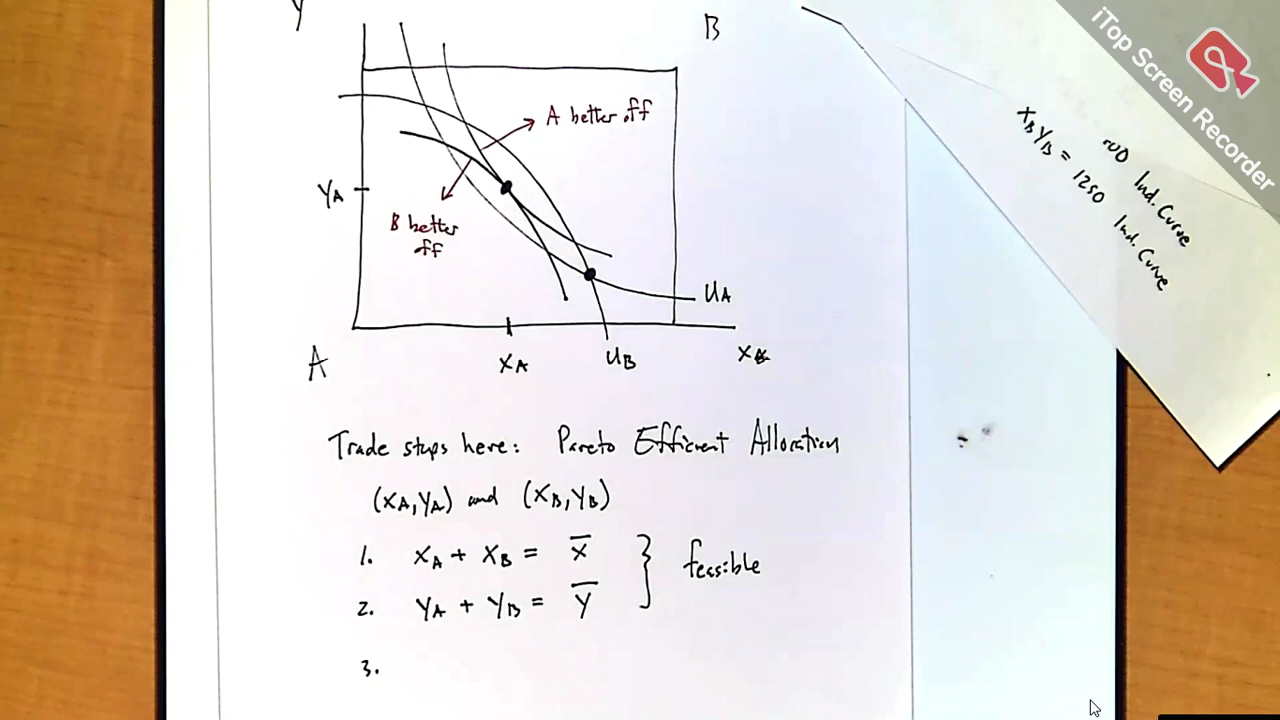 Y
B
A better off
YA
B better
off
UA
A
XA
UB
X
Trade stops here: Pareto Efficient Allocation
(XA,YA) and (XB,YB)
1. XA + XB = X̅
2. YA + YB = Y̅
} feasible
3.
Ind. Curve
XBYB = 1250 Ind. Curve
iTop Screen Recorder